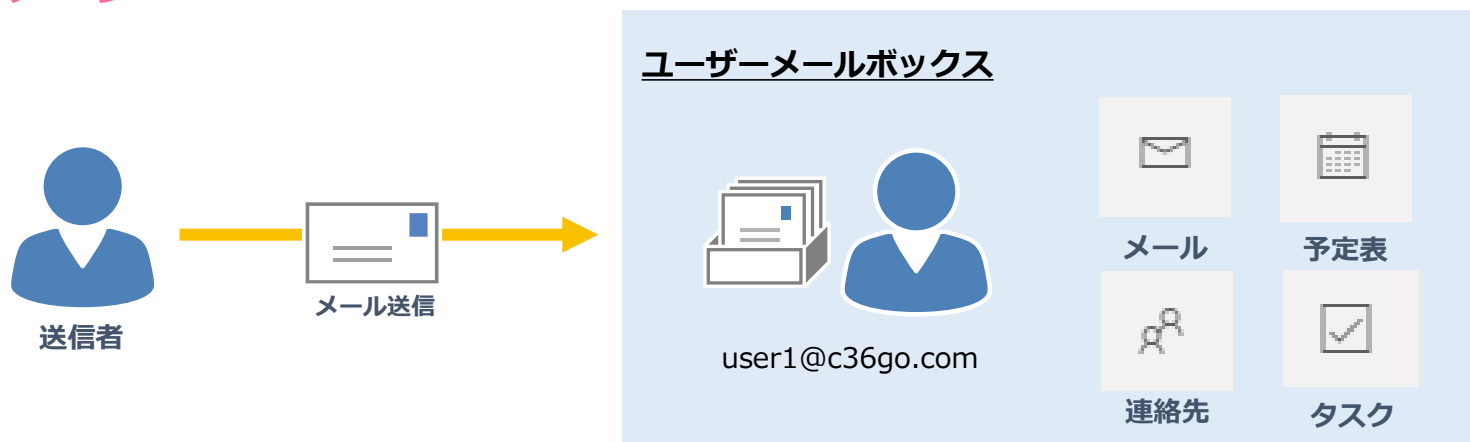 ユーザーメールボックス
メール
予定表
メール送信
送信者
user1@c36go.com
連絡先
タスク